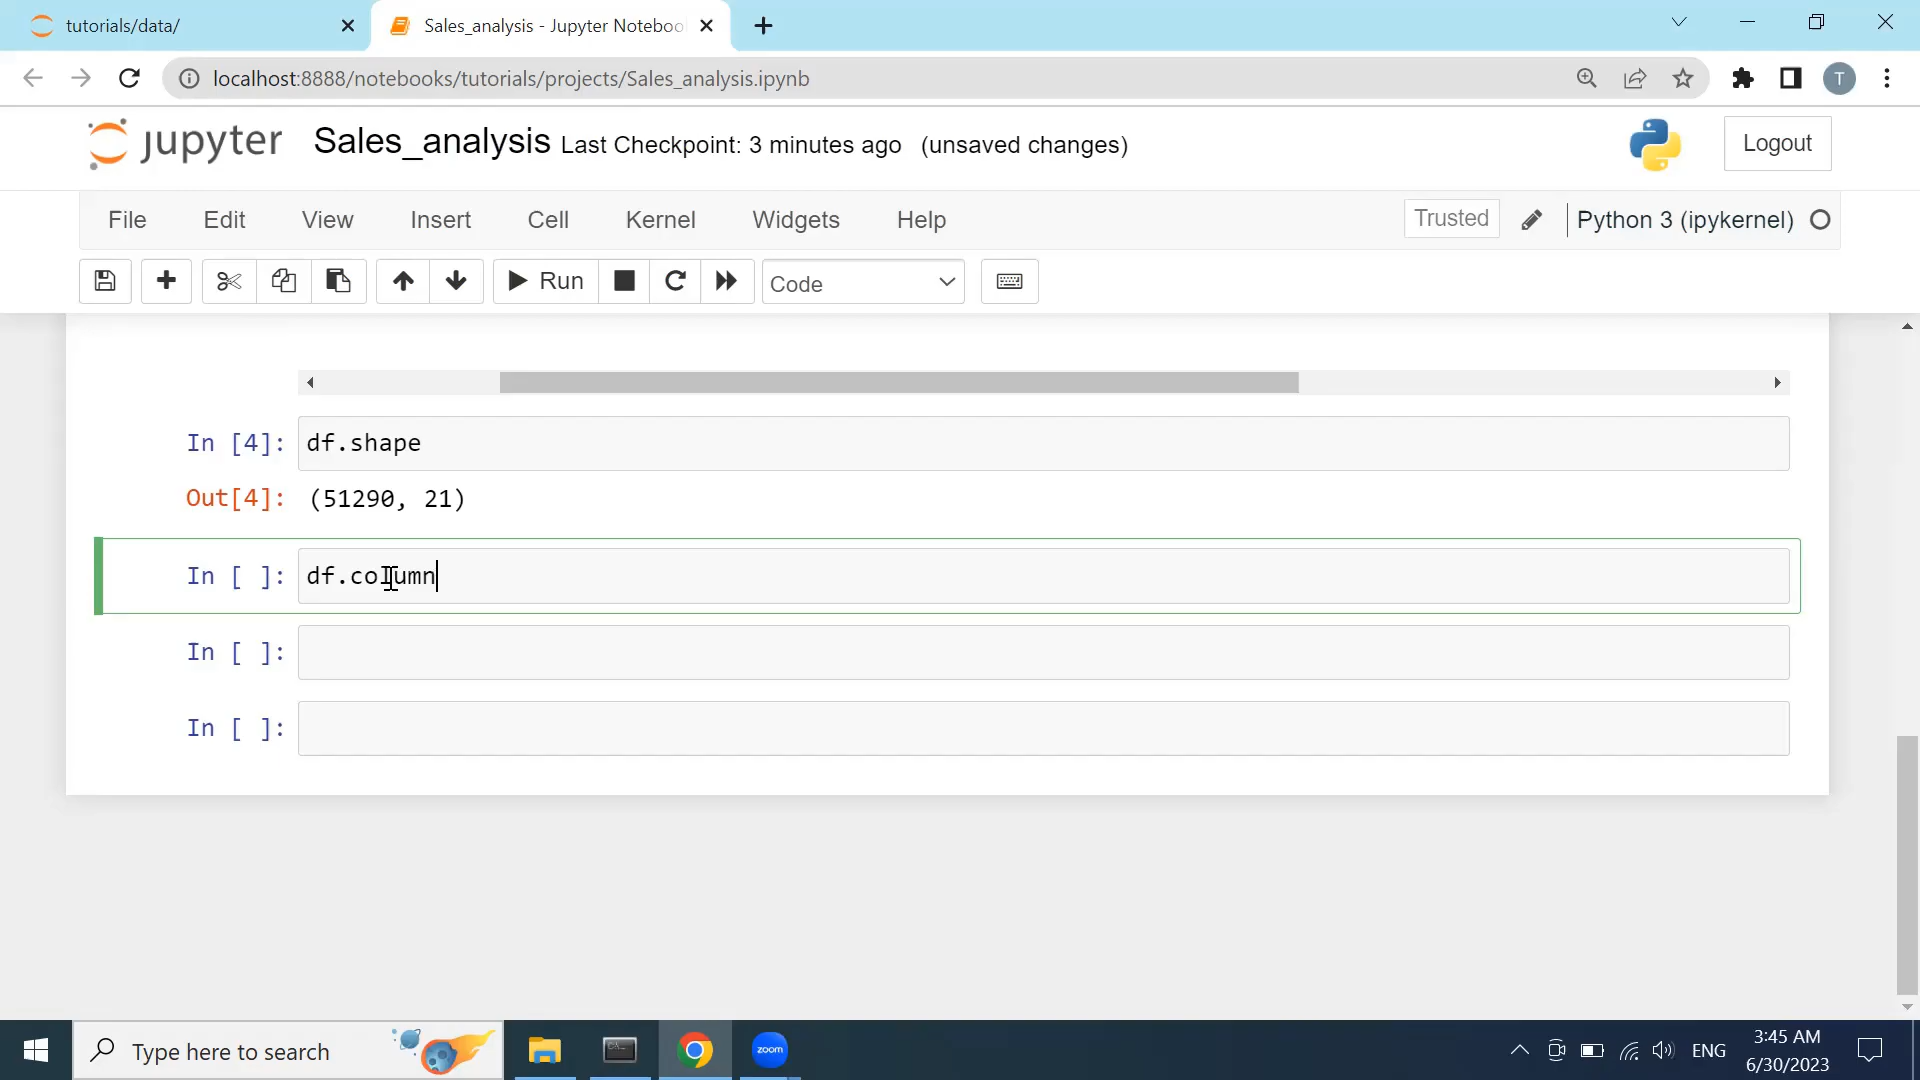 tutorials/data/
Sales_analysis - Jupyter Noteboo
localhost:8888/notebooks/tutorials/projects/Sales_analysis.ipynb
T
jupyter Sales_analysis Last Checkpoint: 3 minutes ago (unsaved changes)
Logout
File Edit View Insert Cell Kernel Widgets Help
Trusted Python 3 (ipykernel)
Run Code
In [4]: df.shape
Out[4]: (51290, 21)
In [ ]: df.column
In [ ]:
In [ ]:
Type here to search
zoom
ENG
3:45 AM
6/30/2023